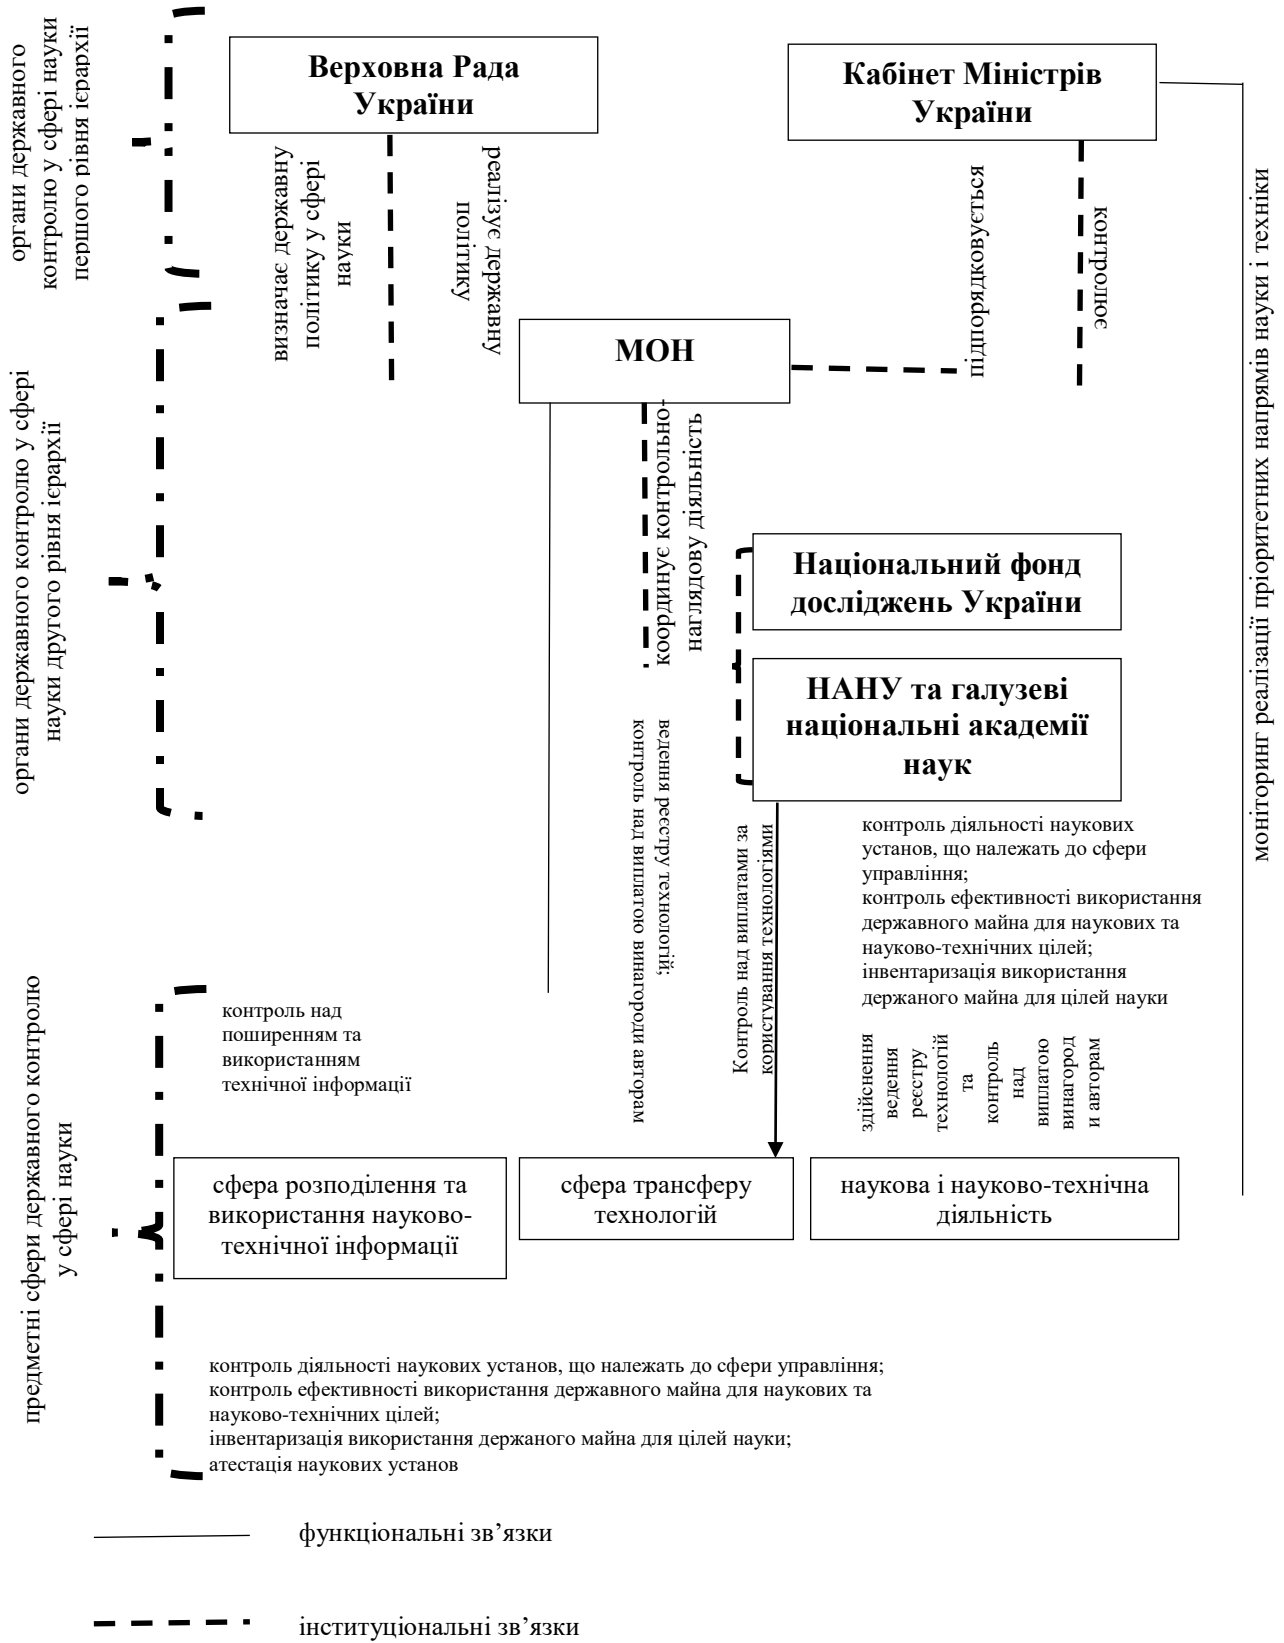 органи державного
контролю у сфері науки
першого рівня ієрархії
Верховна Рада
України
Кабінет Міністрів
України
визначає державну
політику у сфері
науки
реалізує державну
політику
підпорядковується
контролює
моніторинг реалізації пріоритетних напрямів науки і техніки
МОН
органи державного контролю у сфері
науки другого рівня ієрархії
координує контрольно-
наглядову діяльність
Національний фонд
досліджень України
НАНУ та галузеві
національні академії
наук
ведення реєстру технологій;
контроль над виплатою винагороди авторам
Контроль над виплатами за
користування технологіями
контроль діяльності наукових
установ, що належать до сфери
управління;
контроль ефективності використання
державного майна для наукових та
науково-технічних цілей;
інвентаризація використання
держаного майна для цілей науки
здійснення
ведення
реєстру
технологій
та
контроль
над
виплатою
винагород
и авторам
предметні сфери державного контролю
у сфері науки
контроль над
поширенням та
використанням
технічної інформації
сфера розподілення та
використання науково-
технічної інформації
сфера трансферу
технологій
наукова і науково-технічна
діяльність
контроль діяльності наукових установ, що належать до сфери управління;
контроль ефективності використання державного майна для наукових та
науково-технічних цілей;
інвентаризація використання держаного майна для цілей науки;
атестація наукових установ
функціональні зв’язки
інституціональні зв’язки